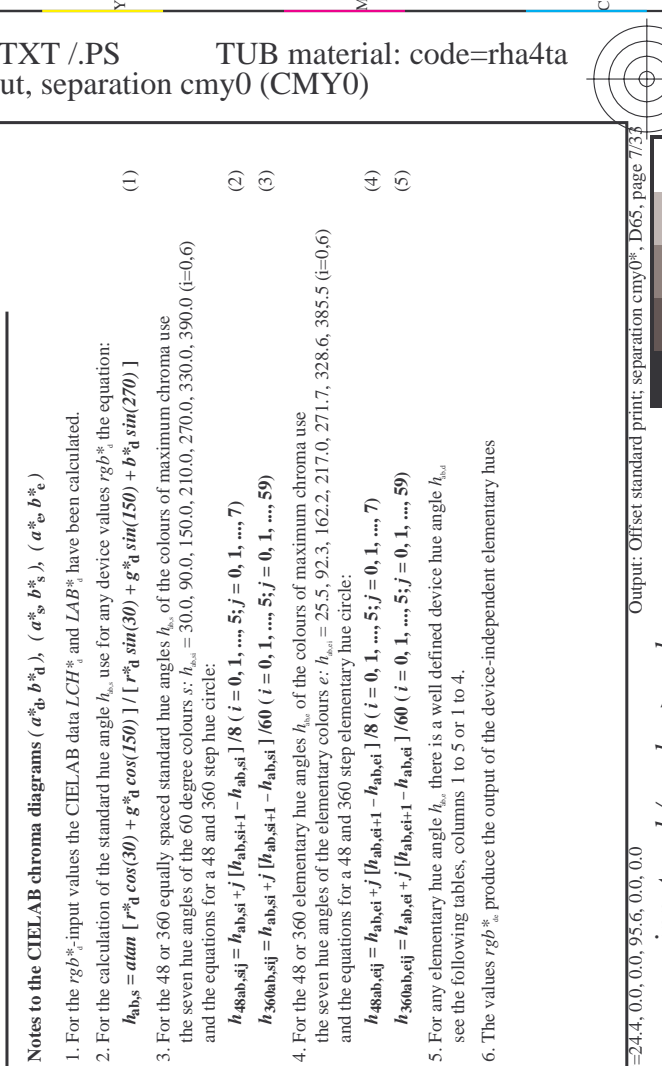 TXT /.PS TUB material: code=rha4ta
ut, separation cmy0 (CMY0)
Y
M
C
Notes to the CIELAB chroma diagrams ( a*d, b*d ), ( a*s, b*s ), ( a*e, b*e )
1. For the rgb*d-input values the CIELAB data LCH*d and LAB*d have been calculated.
2. For the calculation of the standard hue angle hab,s use for any device values rgb*d the equation:
hab,s = atan [ r*d cos(30) + g*d cos(150) ] / [ r*d sin(30) + g*d sin(150) + b*d sin(270) ] (1)
3. For the 48 or 360 equally spaced standard hue angles hab,s of the colours of maximum chroma use
the seven hue angles of the 60 degree colours s: hab,si = 30.0, 90.0, 150.0, 210.0, 270.0, 330.0, 390.0 (i=0,6)
and the equations for a 48 and 360 step hue circle:
h48ab,sij = hab,si + j [hab,si+1 − hab,si ] /8 ( i = 0, 1, ..., 5; j = 0, 1, ..., 7) (2)
h360ab,sij = hab,si + j [hab,si+1 − hab,si ] /60 ( i = 0, 1, ..., 5; j = 0, 1, ..., 59) (3)
4. For the 48 or 360 elementary hue angles hab,e of the colours of maximum chroma use
the seven hue angles of the elementary colours e: hab,ei = 25.5, 92.3, 162.2, 217.0, 271.7, 328.6, 385.5 (i=0,6)
and the equations for a 48 and 360 step elementary hue circle:
h48ab,eij = hab,ei + j [hab,ei+1 − hab,ei ] /8 ( i = 0, 1, ..., 5; j = 0, 1, ..., 7) (4)
h360ab,eij = hab,ei + j [hab,ei+1 − hab,ei ] /60 ( i = 0, 1, ..., 5; j = 0, 1, ..., 59) (5)
5. For any elementary hue angle hab,e there is a well defined device hue angle hab,d
see the following tables, columns 1 to 5 or 1 to 4.
6. The values rgb*de produce the output of the device-independent elementary hues
=24.4, 0.0, 0.0, 95.6, 0.0, 0.0 Output: Offset standard print; separation cmy0*, D65, page 7/33